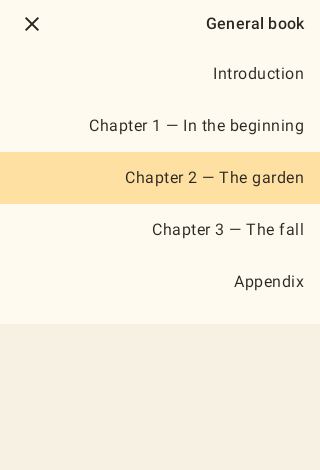 General book
Introduction
Chapter 1 — In the beginning
Chapter 2 — The garden
Chapter 3 — The fall
Appendix